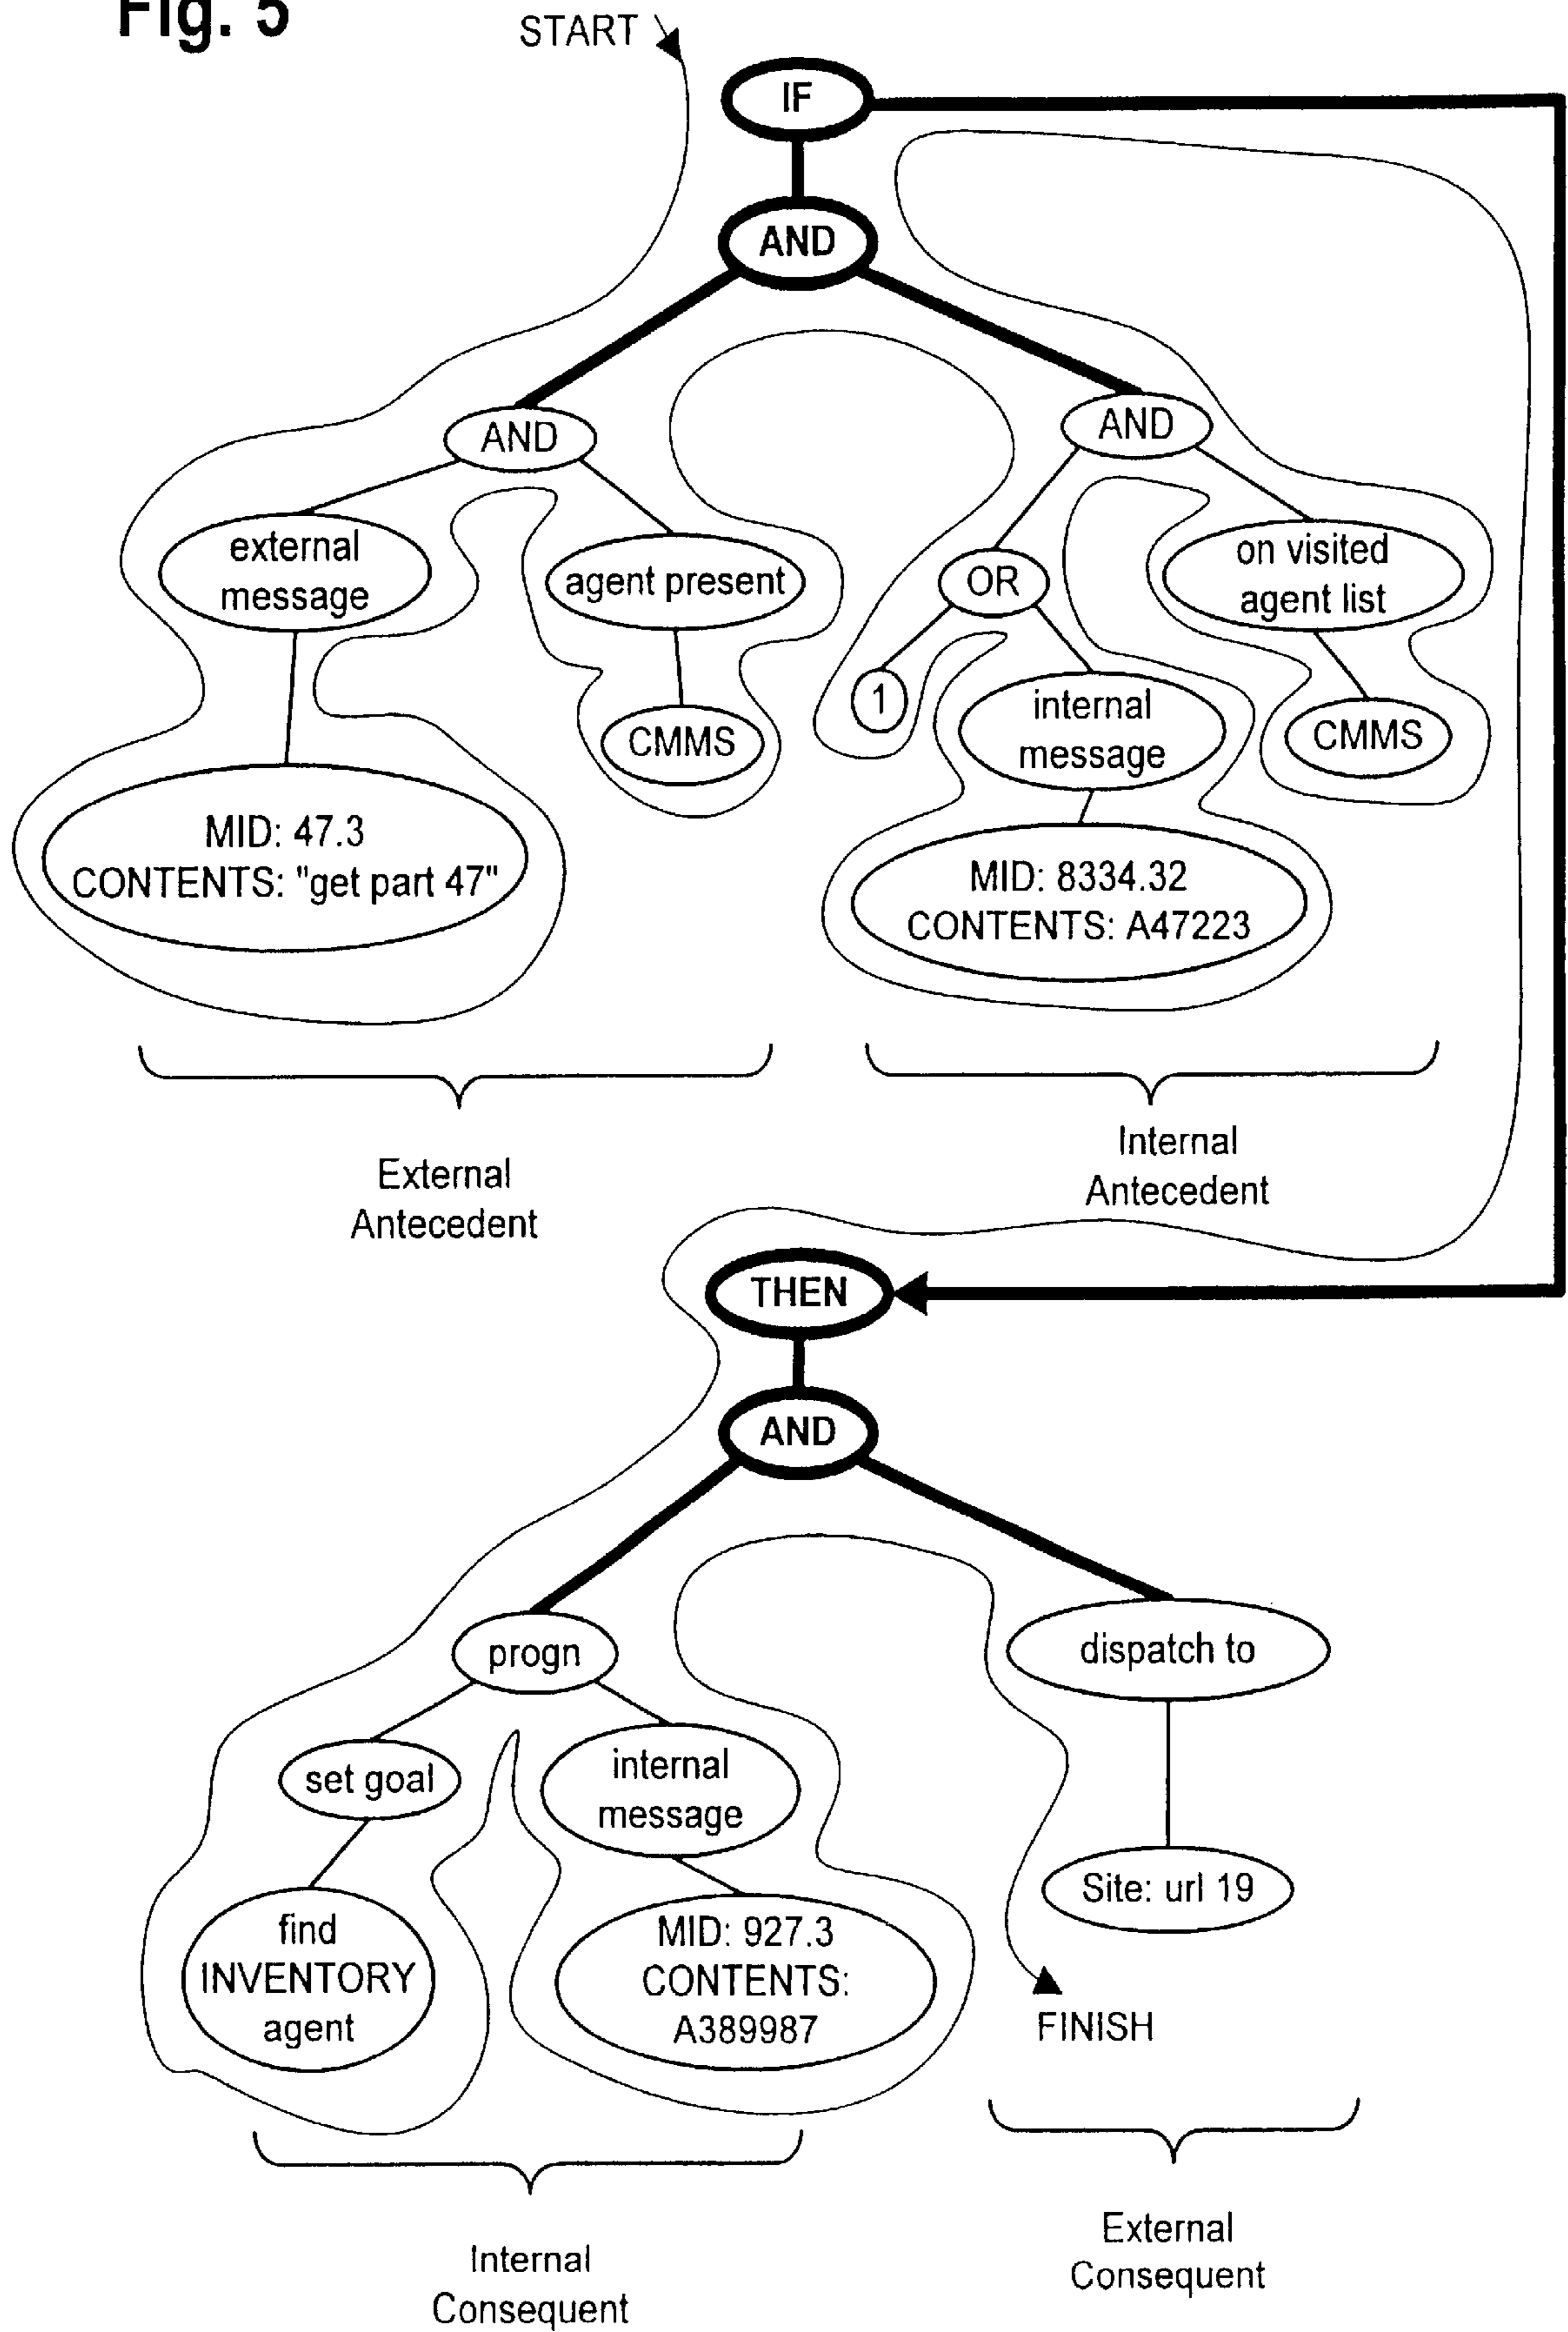 Fig. 5
START
IF
AND
AND
AND
external
message
agent present
OR
on visited
agent list
1
internal
message
CMMS
CMMS
MID: 47.3
CONTENTS: "get part 47"
MID: 8334.32
CONTENTS: A47223
External
Antecedent
Internal
Antecedent
THEN
AND
progn
dispatch to
set goal
internal
message
find
INVENTORY
agent
MID: 927.3
CONTENTS:
A389987
Site: url 19
FINISH
Internal
Consequent
External
Consequent